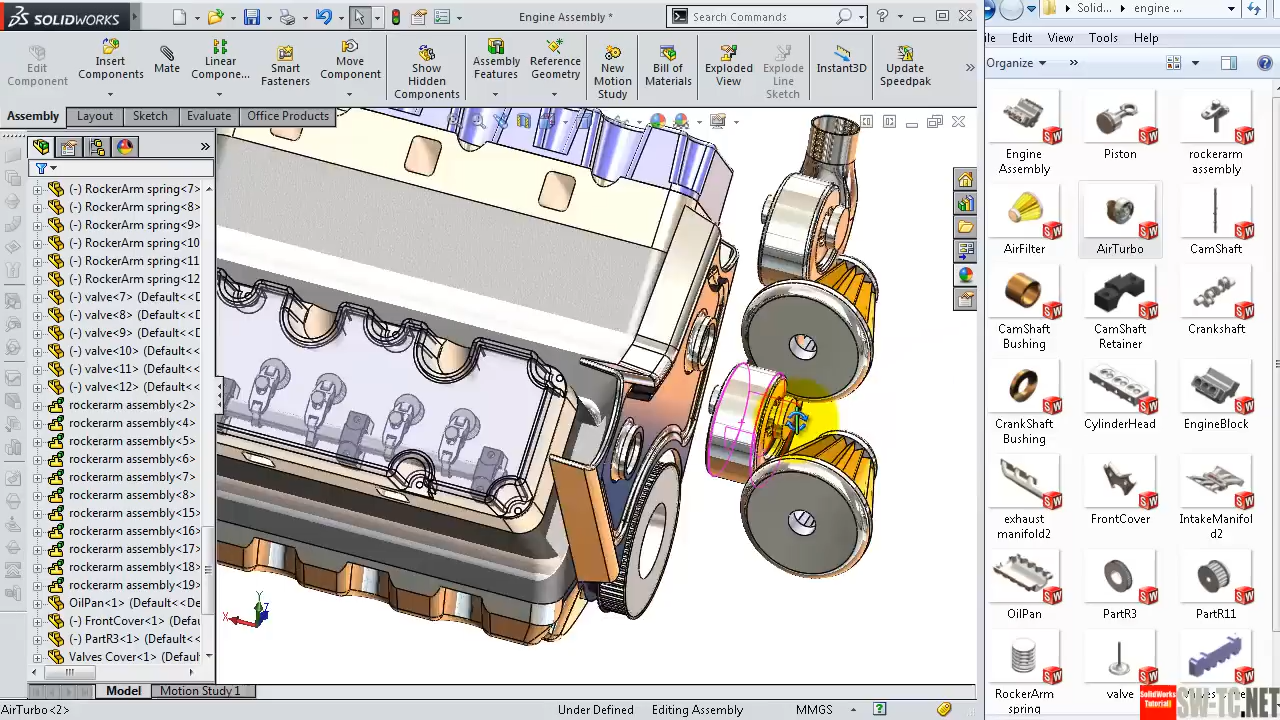 SOLIDWORKS
Engine Assembly *
Search Commands
Edit Component
Insert Components
Mate
Linear Compone...
Smart Fasteners
Move Component
Show Hidden Components
Assembly Features
Reference Geometry
New Motion Study
Bill of Materials
Exploded View
Explode Line Sketch
Instant3D
Update Speedpak
Assembly
Layout
Sketch
Evaluate
Office Products
(-) RockerArm spring<7>
(-) RockerArm spring<8>
(-) RockerArm spring<9>
(-) RockerArm spring<10
(-) RockerArm spring<11
(-) RockerArm spring<12
(-) valve<7> (Default<<D
(-) valve<8> (Default<<D
(-) valve<9> (Default<<D
(-) valve<10> (Default<<
(-) valve<11> (Default<<
(-) valve<12> (Default<<
rockerarm assembly<2>
rockerarm assembly<4>
rockerarm assembly<5>
rockerarm assembly<6>
rockerarm assembly<7>
rockerarm assembly<8>
rockerarm assembly<15>
rockerarm assembly<16>
rockerarm assembly<17>
rockerarm assembly<18>
rockerarm assembly<19>
OilPan<1> (Default<<De
(-) FrontCover<1> (Defau
(-) PartR3<1> (Default<<
Valves Cover<1> (Defaul
Y
X
Z
Model
Motion Study 1
AirTurbo<2>
Under Defined
Editing Assembly
MMGS
Solid...
engine ...
ile
Edit
View
Tools
Help
Organize
Engine Assembly
Piston
rockerarm assembly
AirFilter
AirTurbo
CamShaft
CamShaft Bushing
CamShaft Retainer
Crankshaft
CrankShaft Bushing
CylinderHead
EngineBlock
exhaust manifold2
FrontCover
IntakeManifol d2
OilPan
PartR3
PartR11
RockerArm spring
valve
SolidWorks Tutorial
SW-TC.NET